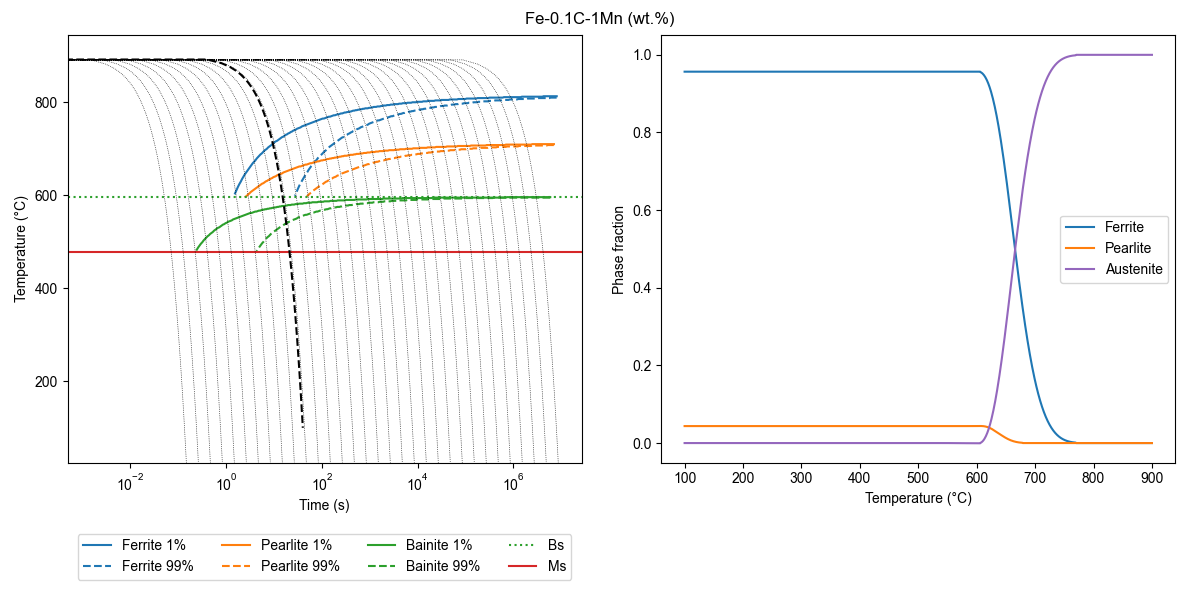 Fe-0.1C-1Mn (wt.%)
Temperature (°C)
800
600
400
200
10⁻²
10⁰
10²
10⁴
10⁶
Time (s)
Ferrite 1%
Ferrite 99%
Pearlite 1%
Pearlite 99%
Bainite 1%
Bainite 99%
Bs
Ms
Phase fraction
1.0
0.8
0.6
0.4
0.2
0.0
100
200
300
400
500
600
700
800
900
Temperature (°C)
Ferrite
Pearlite
Austenite